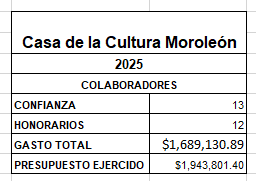 Casa de la Cultura Moroleón
2025
COLABORADORES
CONFIANZA 13
HONORARIOS 12
GASTO TOTAL $1,689,130.89
PRESUPUESTO EJERCIDO $1,943,801.40